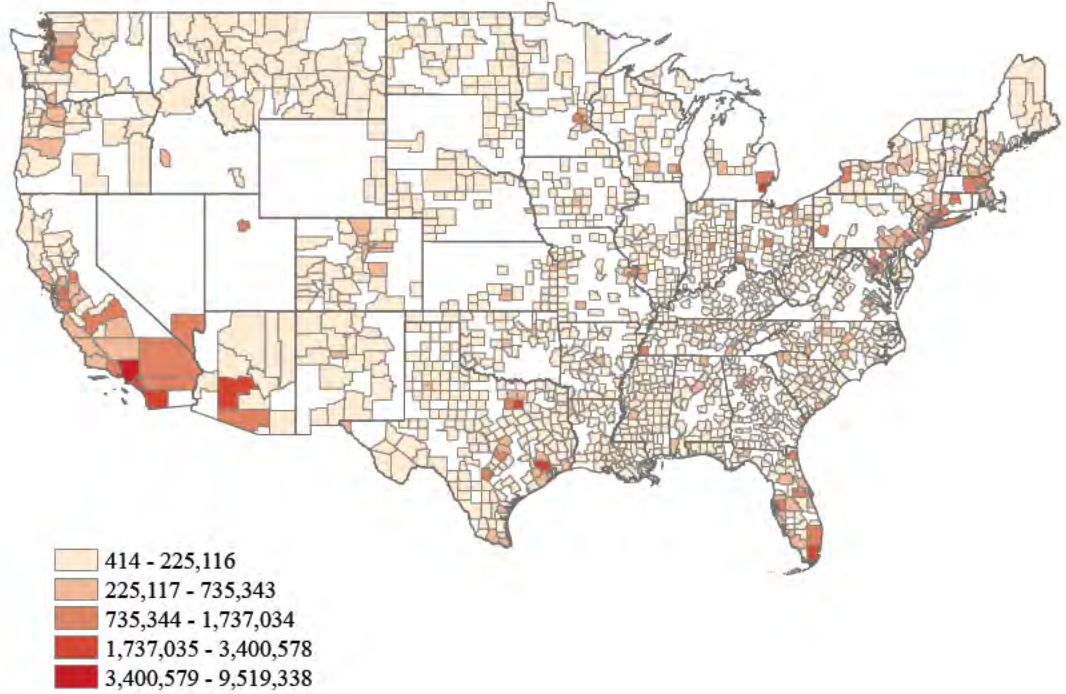 414 - 225,116
225,117 - 735,343
735,344 - 1,737,034
1,737,035 - 3,400,578
3,400,579 - 9,519,338